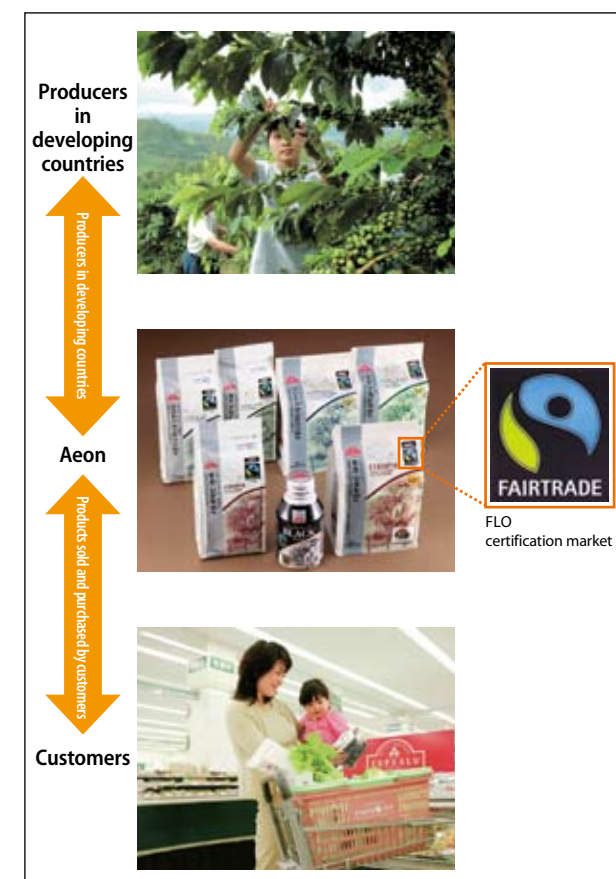 Producers
in
developing
countries
Producers in developing countries
Aeon
FAIRTRADE
FLO
certification market
Products sold and purchased by customers
Customers
TOPVALU